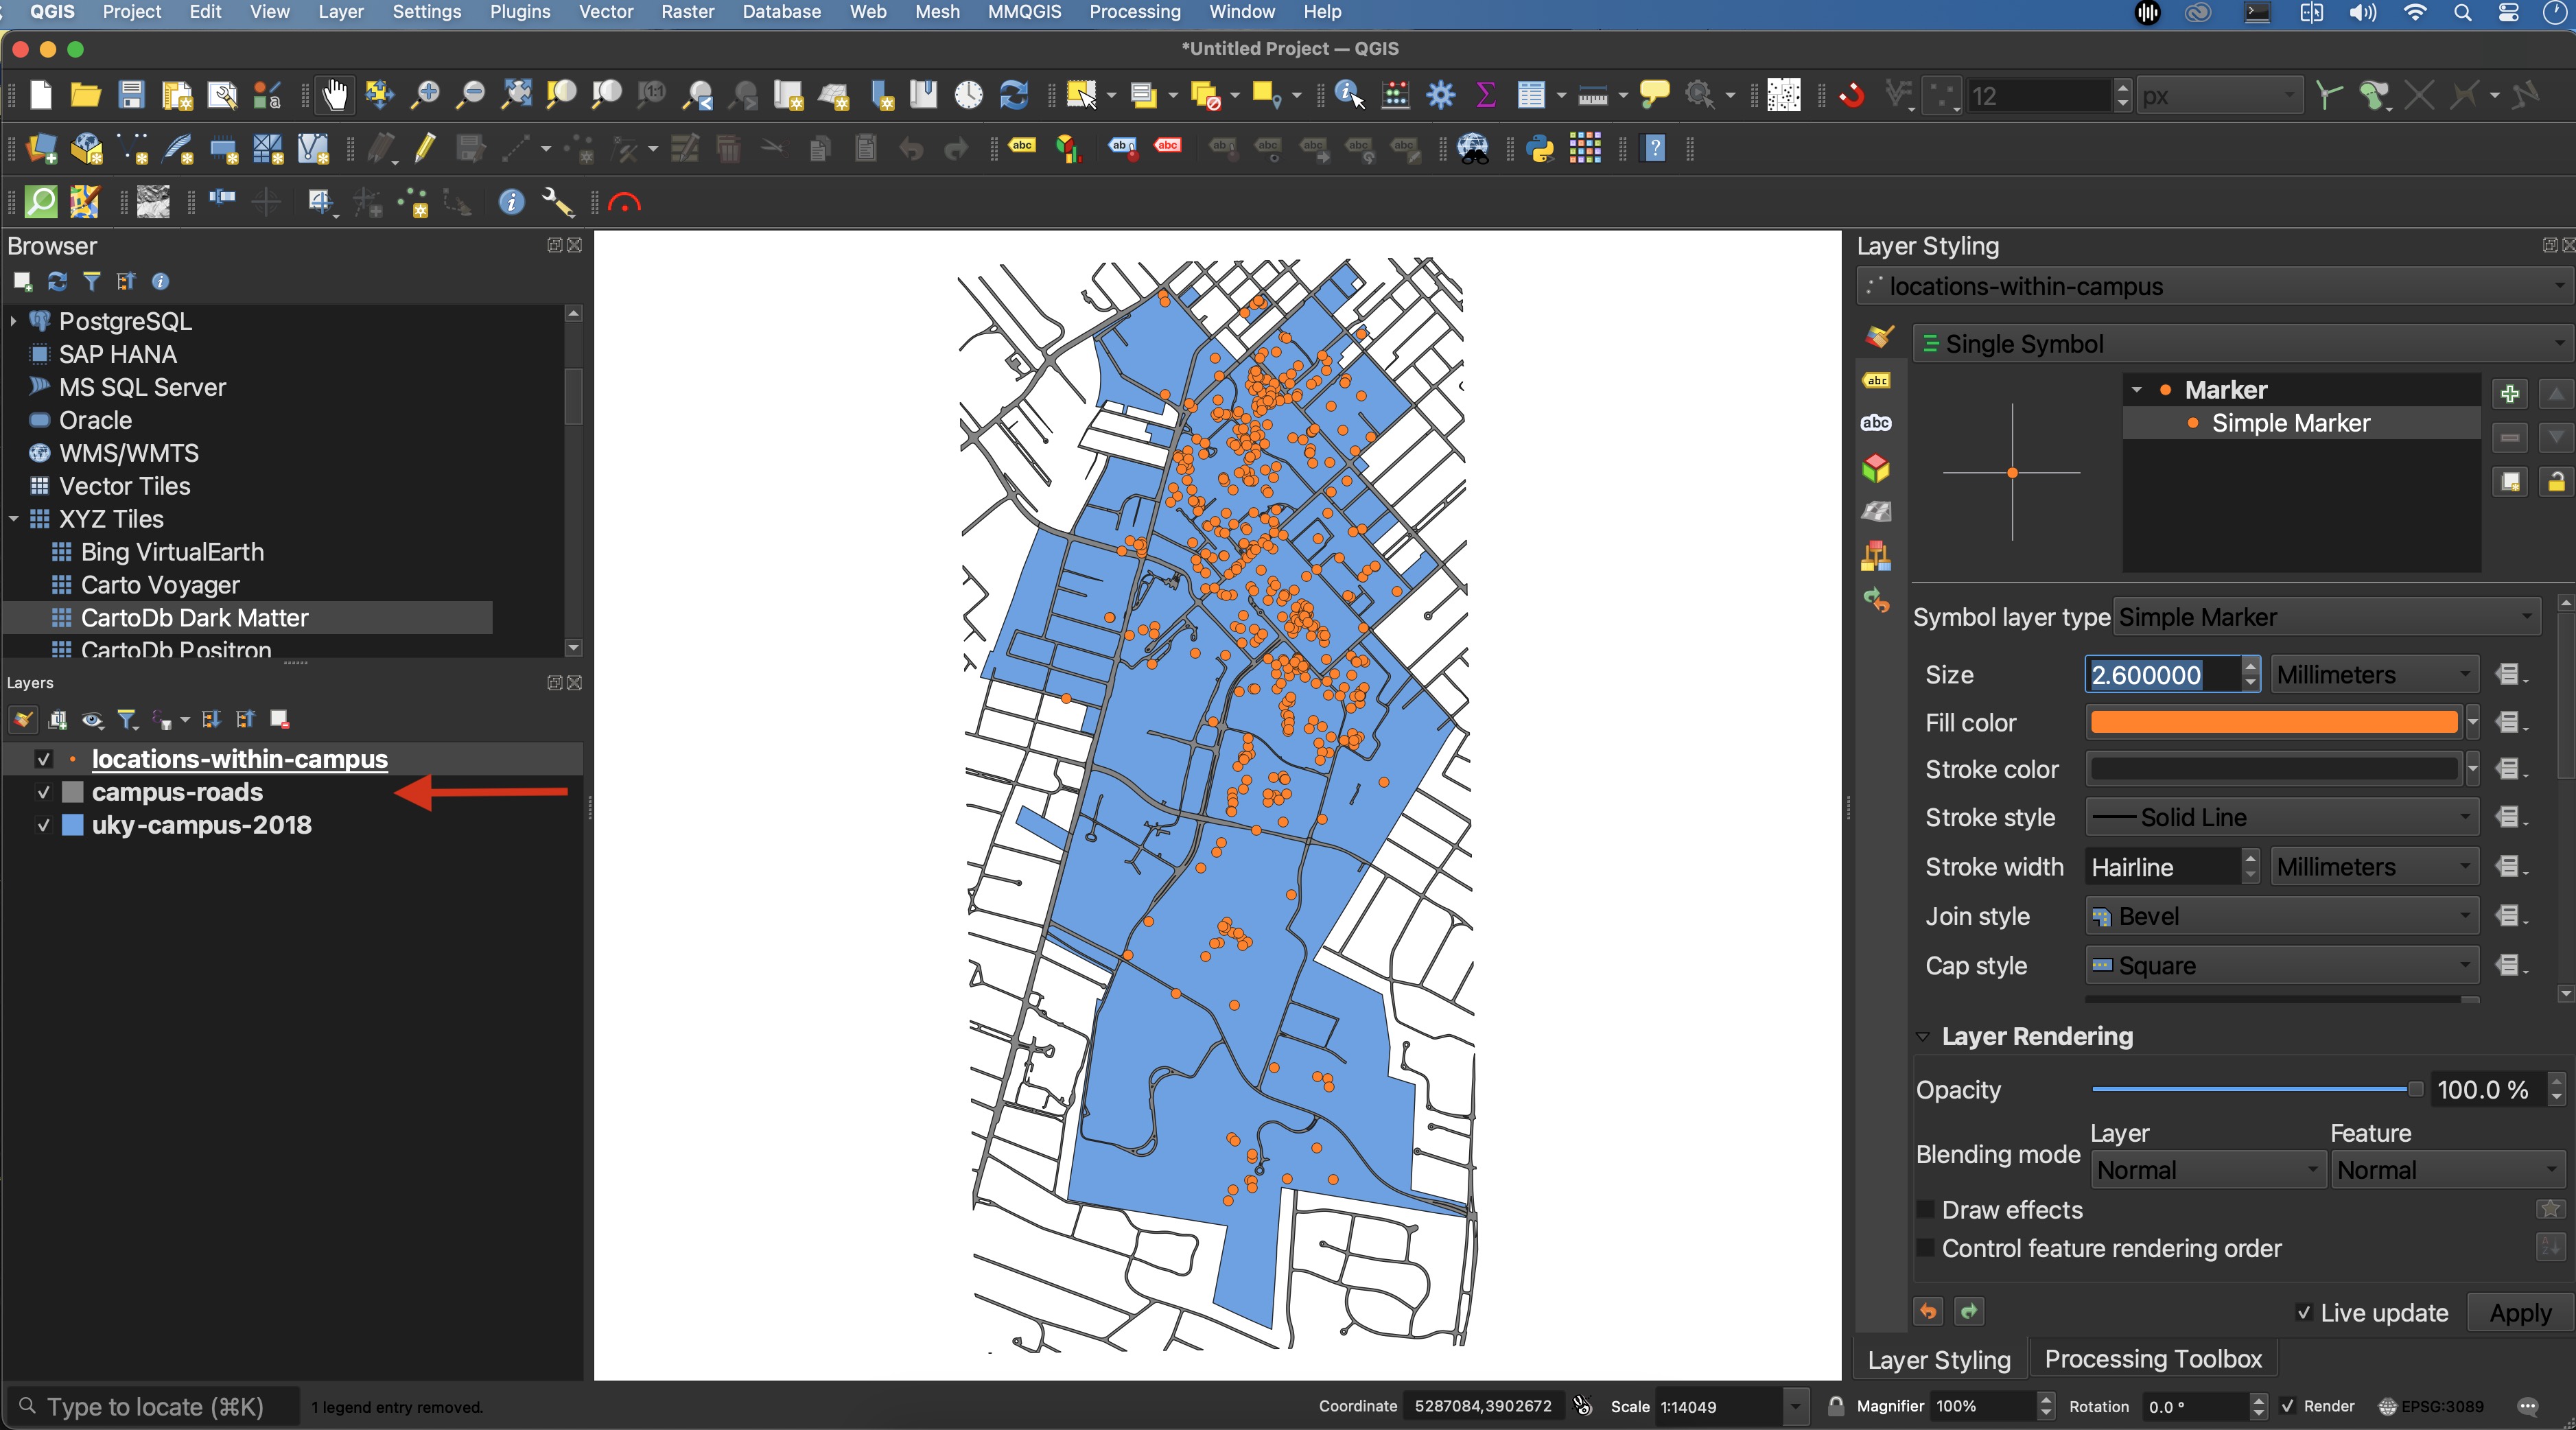 QGIS Project Edit View Layer Settings Plugins Vector Raster Database Web Mesh MMQGIS Processing Window Help
*Untitled Project — QGIS
12 px
abc ab abc
Browser
PostgreSQL
SAP HANA
MS SQL Server
Oracle
WMS/WMTS
Vector Tiles
XYZ Tiles
Bing VirtualEarth
Carto Voyager
CartoDb Dark Matter
CartoDb Positron
Layers
locations-within-campus
campus-roads
uky-campus-2018
Layer Styling
locations-within-campus
Single Symbol
abc
abc
Marker
Simple Marker
Symbol layer type Simple Marker
Size 2.600000 Millimeters
Fill color
Stroke color
Stroke style Solid Line
Stroke width Hairline Millimeters
Join style Bevel
Cap style Square
Layer Rendering
Opacity 100.0 %
Layer Feature
Blending mode Normal Normal
Draw effects
Control feature rendering order
Live update Apply
Layer Styling Processing Toolbox
Type to locate (⌘K) 1 legend entry removed. Coordinate 5287084,3902672 Scale 1:14049 Magnifier 100% Rotation 0.0 ° Render EPSG:3089